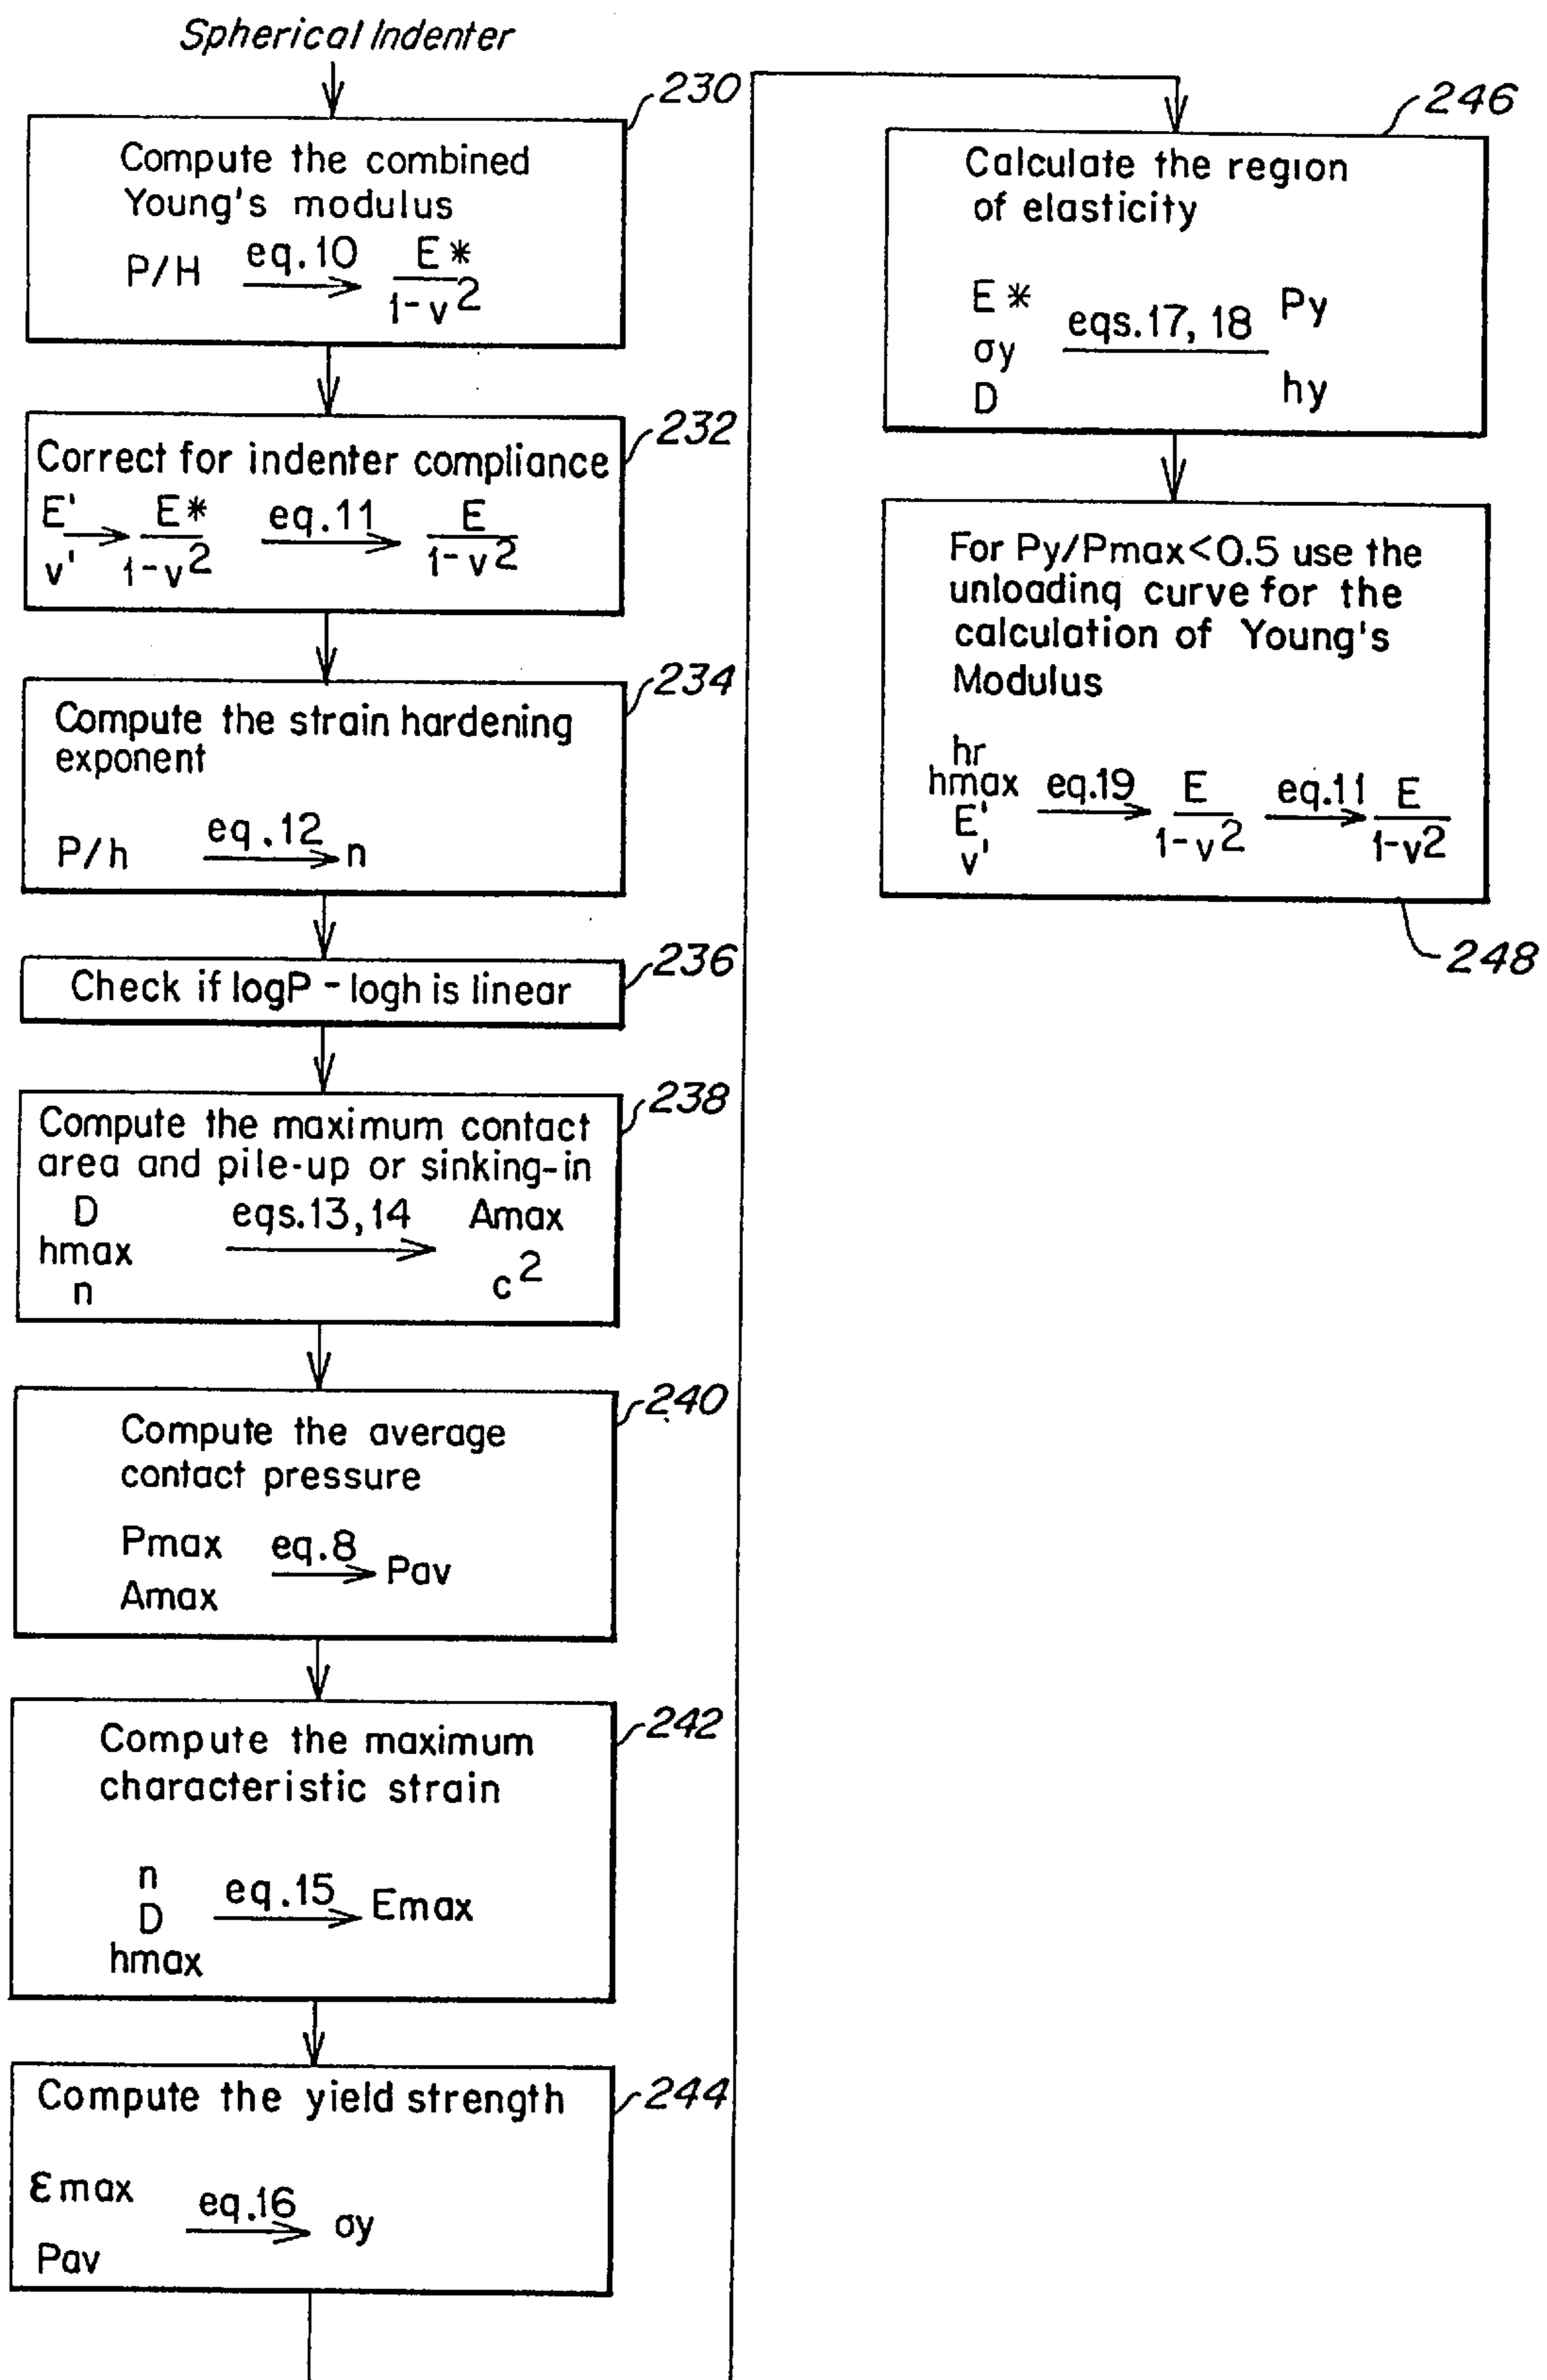 Spherical Indenter
230
Compute the combined
Young's modulus
P/H eq.10 E*
1-v2
232
Correct for indenter compliance
E' E* eq.11 E
v' 1-v2 1-v2
234
Compute the strain hardening
exponent
P/h eq.12 n
236
Check if logP - logh is linear
238
Compute the maximum contact
area and pile-up or sinking-in
D eqs.13,14 Amax
hmax
n c2
240
Compute the average
contact pressure
Pmax eq.8 Pav
Amax
242
Compute the maximum
characteristic strain
n
D eq.15 Emax
hmax
244
Compute the yield strength
εmax eq.16 σy
Pav
246
Calculate the region
of elasticity
E* Py
σy eqs.17, 18
D hy
For Py/Pmax<0.5 use the
unloading curve for the
calculation of Young's
Modulus
hr
hmax eq.19 E eq.11 E
E' 1-v2 1-v2
v'
248